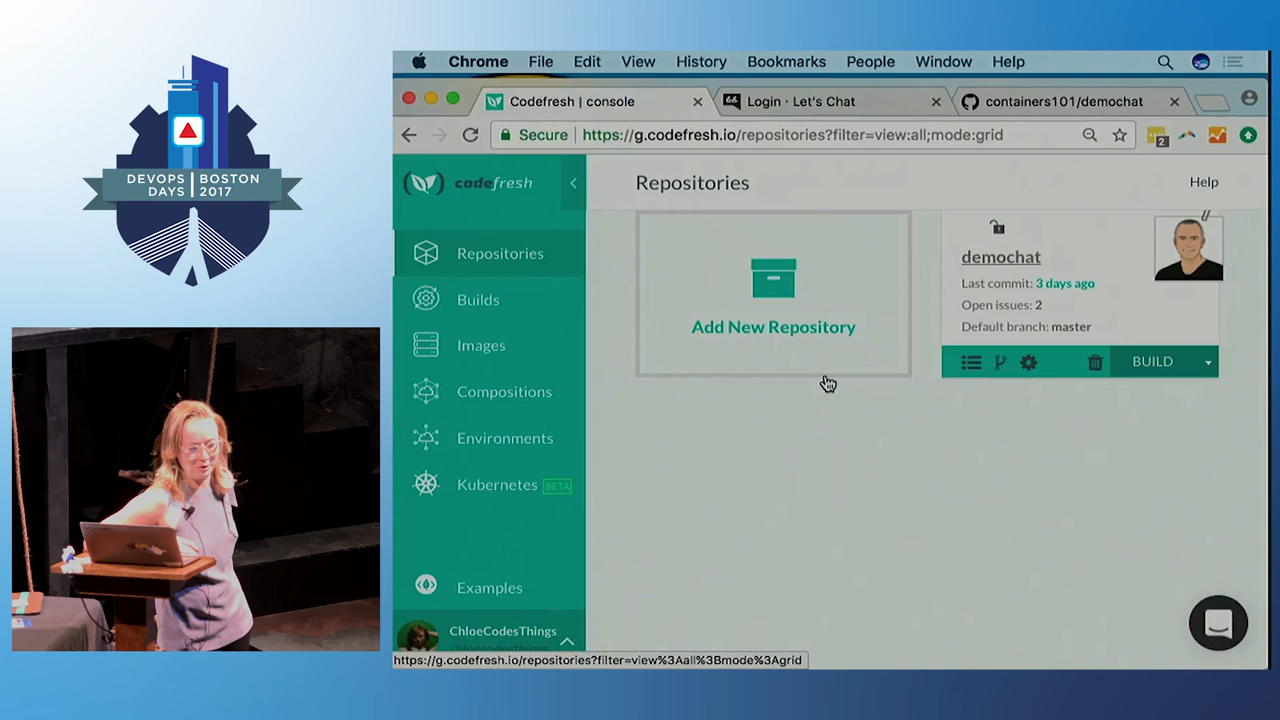 DEVOPS BOSTON
DAYS 2017
Chrome File Edit View History Bookmarks People Window Help
Codefresh | console
Login · Let's Chat
containers101/demochat
Secure https://g.codefresh.io/repositories?filter=view:all;mode:grid
2
codefresh
Repositories
Help
Repositories
Builds
Images
Compositions
Environments
Kubernetes BETA
Examples
ChloeCodesThings
chloecodesthings
Add New Repository
demochat
Last commit: 3 days ago
Open issues: 2
Default branch: master
BUILD
https://g.codefresh.io/repositories?filter=view%3Aall%3Bmode%3Agrid